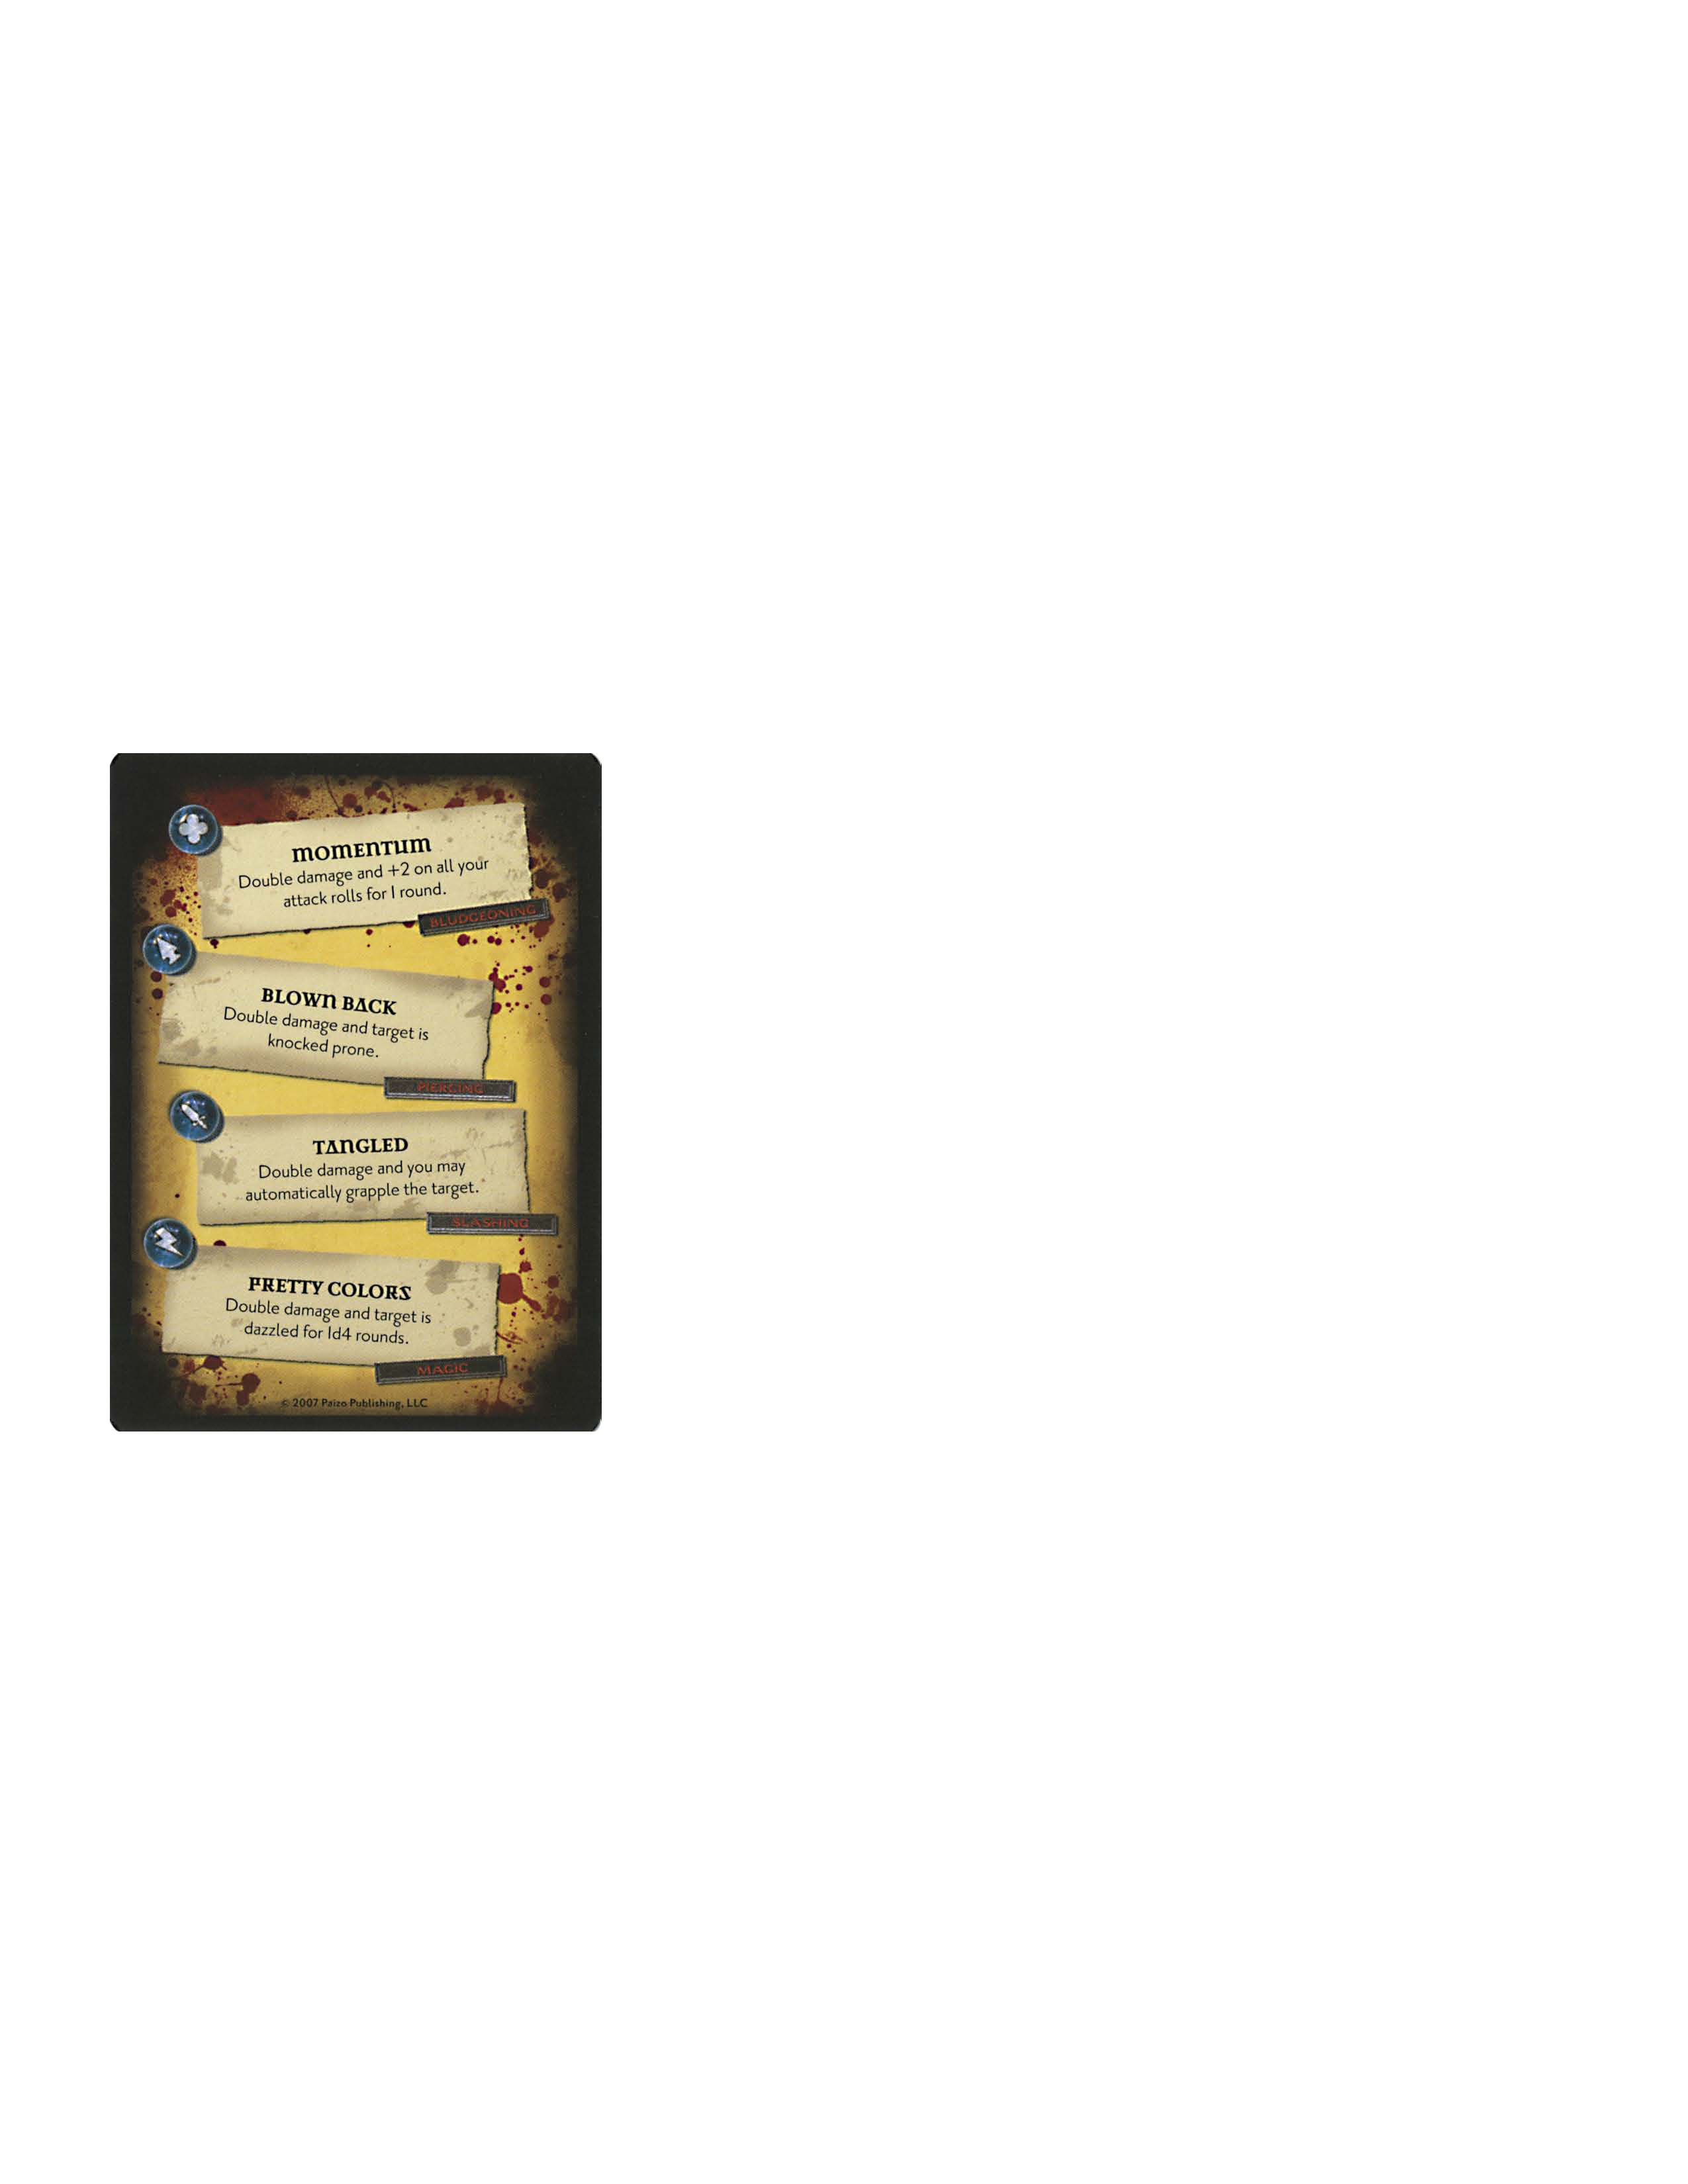 MOMENTUM
Double damage and +2 on all your
attack rolls for 1 round.
BLUDGEONING
BLOWN BACK
Double damage and target is
knocked prone.
PIERCING
TANGLED
Double damage and you may
automatically grapple the target.
SLASHING
PRETTY COLORS
Double damage and target is
dazzled for 1d4 rounds.
MAGIC
© 2007 Paizo Publishing, LLC